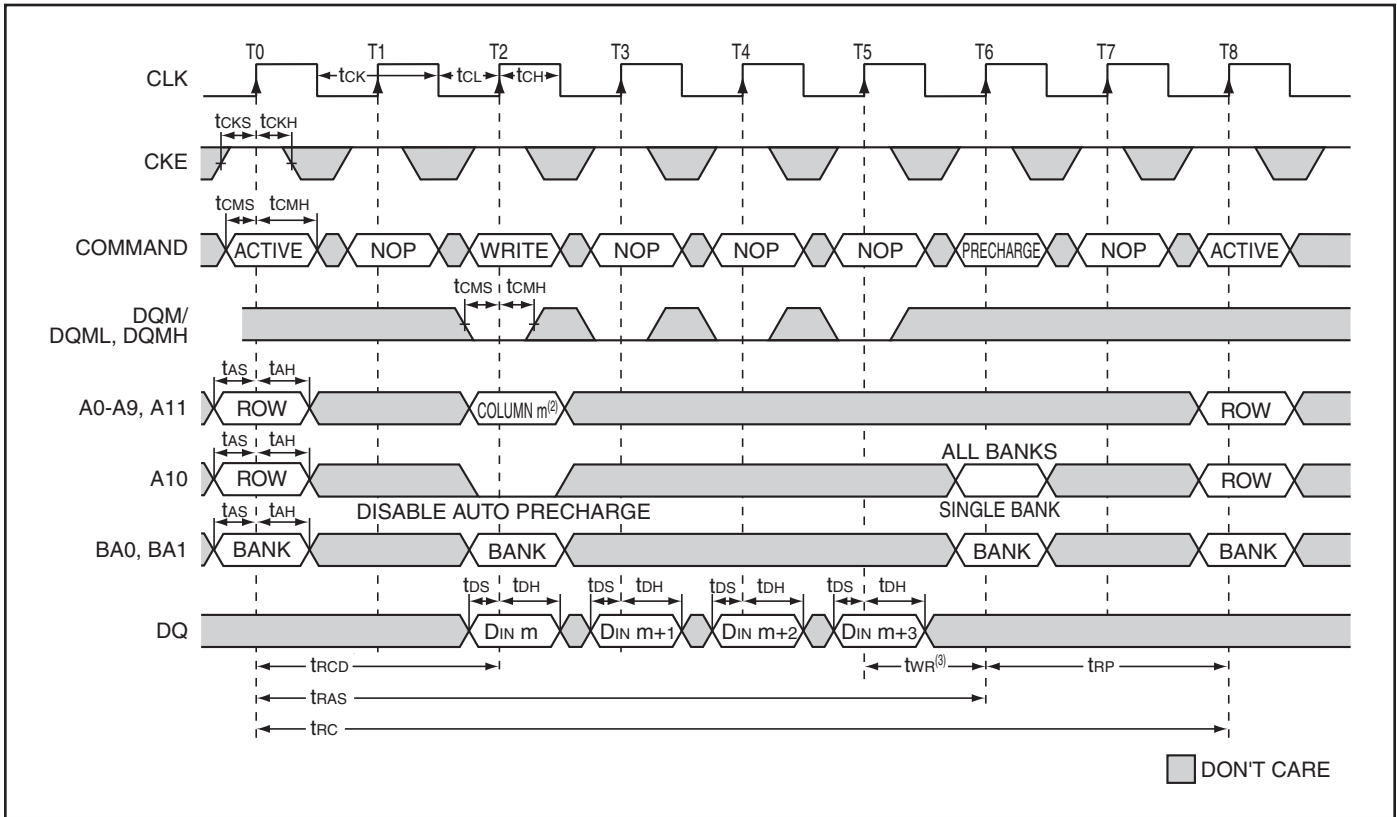 T0 T1 T2 T3 T4 T5 T6 T7 T8
CLK tCK tCL tCH
tCKS tCKH
CKE
tCMS tCMH
COMMAND ACTIVE NOP WRITE NOP NOP NOP PRECHARGE NOP ACTIVE
tCMS tCMH
DQM/
DQML, DQMH
tAS tAH
A0-A9, A11 ROW COLUMN m(2) ROW
tAS tAH ALL BANKS
A10 ROW ROW
tAS tAH DISABLE AUTO PRECHARGE SINGLE BANK
BA0, BA1 BANK BANK BANK BANK
tDS tDH tDS tDH tDS tDH tDS tDH
DQ DIN m DIN m+1 DIN m+2 DIN m+3
tRCD tWR(3) tRP
tRAS
tRC
DON'T CARE